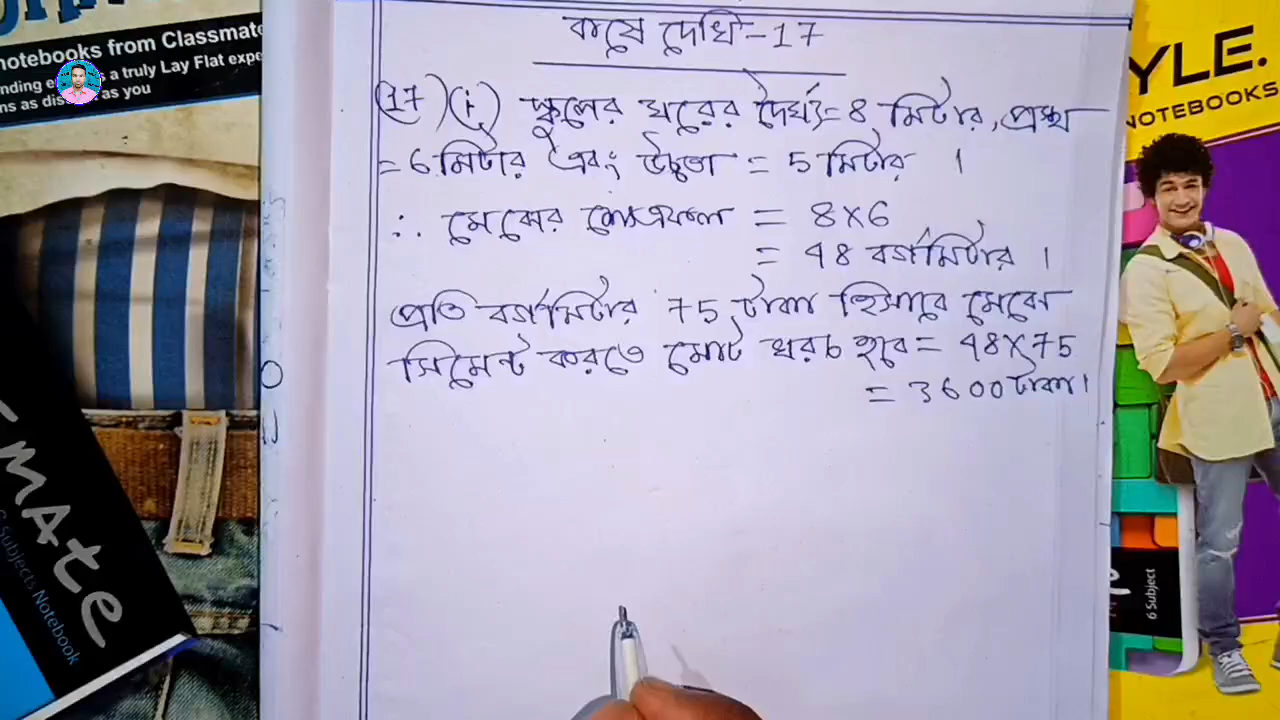 notebooks from Classmate
a truly Lay Flat expe
as you
MATE
6 Subjects Notebook
কষে দেখি-17
(17) (i) স্কুলের ঘরের দৈর্ঘ্য=8 মিটার, প্রস্থ
= 6 মিটার এবং উচ্চতা = 5 মিটার ।
∴ মেঝের ক্ষেত্রফল = 8×6
= 48 বর্গমিটার ।
প্রতি বর্গমিটার 75 টাকা হিসাবে মেঝে
সিমেন্ট করতে মোট খরচ হবে = 48×75
= 3600 টাকা।
YLE.
NOTEBOOKS
6 Subject